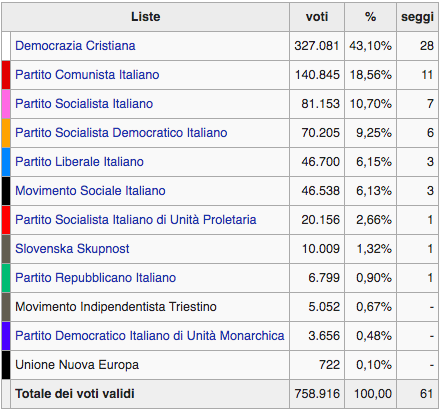 Liste voti % seggi
Democrazia Cristiana 327.081 43,10% 28
Partito Comunista Italiano 140.845 18,56% 11
Partito Socialista Italiano 81.153 10,70% 7
Partito Socialista Democratico Italiano 70.205 9,25% 6
Partito Liberale Italiano 46.700 6,15% 3
Movimento Sociale Italiano 46.538 6,13% 3
Partito Socialista Italiano di Unità Proletaria 20.156 2,66% 1
Slovenska Skupnost 10.009 1,32% 1
Partito Repubblicano Italiano 6.799 0,90% 1
Movimento Indipendentista Triestino 5.052 0,67% -
Partito Democratico Italiano di Unità Monarchica 3.656 0,48% -
Unione Nuova Europa 722 0,10% -
Totale dei voti validi 758.916 100,00 61